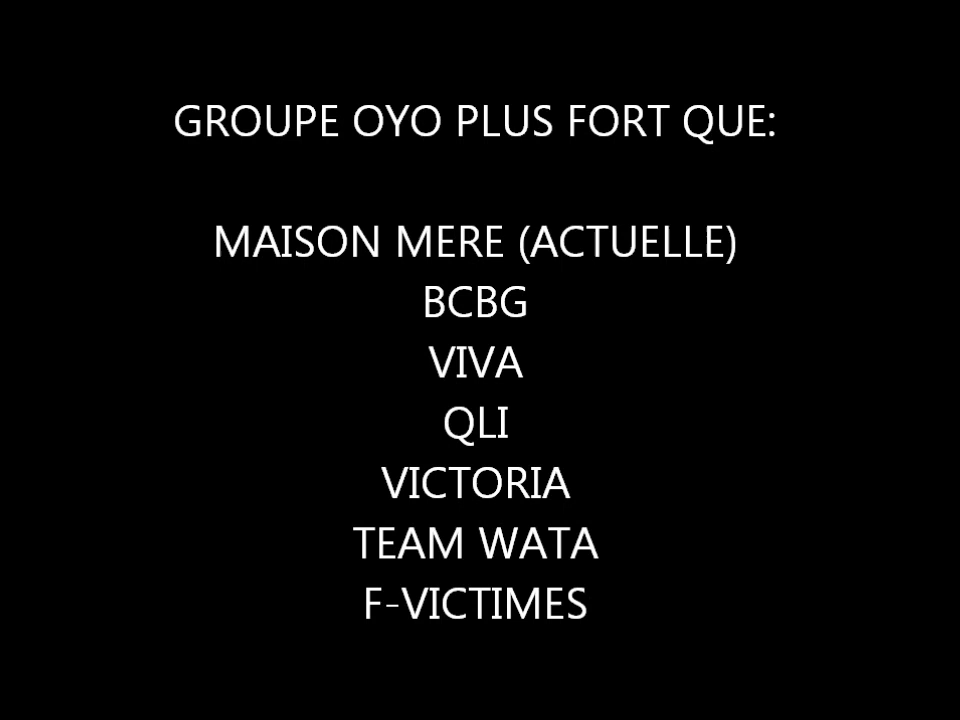 GROUPE OYO PLUS FORT QUE:
MAISON MERE (ACTUELLE)
BCBG
VIVA
QLI
VICTORIA
TEAM WATA
F-VICTIMES